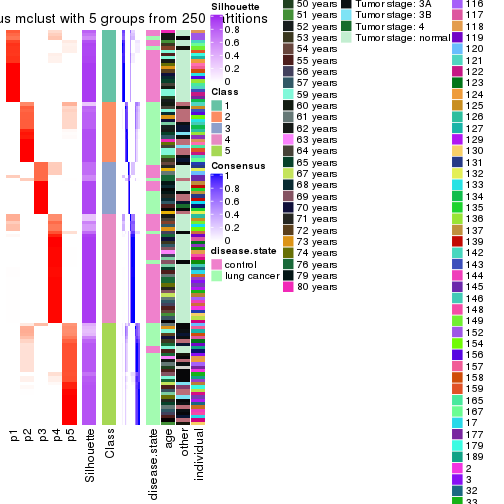 us mclust with 5 groups from 250 partitions
Silhouette
1
0.8
0.6
0.4
0.2
0
Class
1
2
3
4
5
Consensus
1
0.8
0.6
0.4
0.2
0
disease.state
control
lung cancer
p1
p2
p3
p4
p5
Silhouette
Class
disease.state
age
other
individual
50 years
51 years
52 years
53 years
54 years
55 years
56 years
57 years
59 years
60 years
61 years
62 years
63 years
64 years
65 years
67 years
68 years
69 years
70 years
71 years
72 years
73 years
74 years
76 years
79 years
80 years
Tumor stage: 3A
Tumor stage: 3B
Tumor stage: 4
Tumor stage: normal
116
117
118
119
120
121
122
123
124
125
126
127
129
130
131
132
133
134
135
136
137
139
142
143
144
145
146
148
149
152
154
156
157
158
159
165
167
17
177
179
189
2
3
32
33